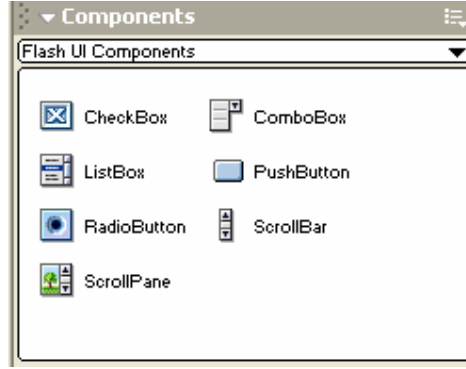 Components
Flash UI Components
CheckBox ComboBox
ListBox PushButton
RadioButton ScrollBar
ScrollPane